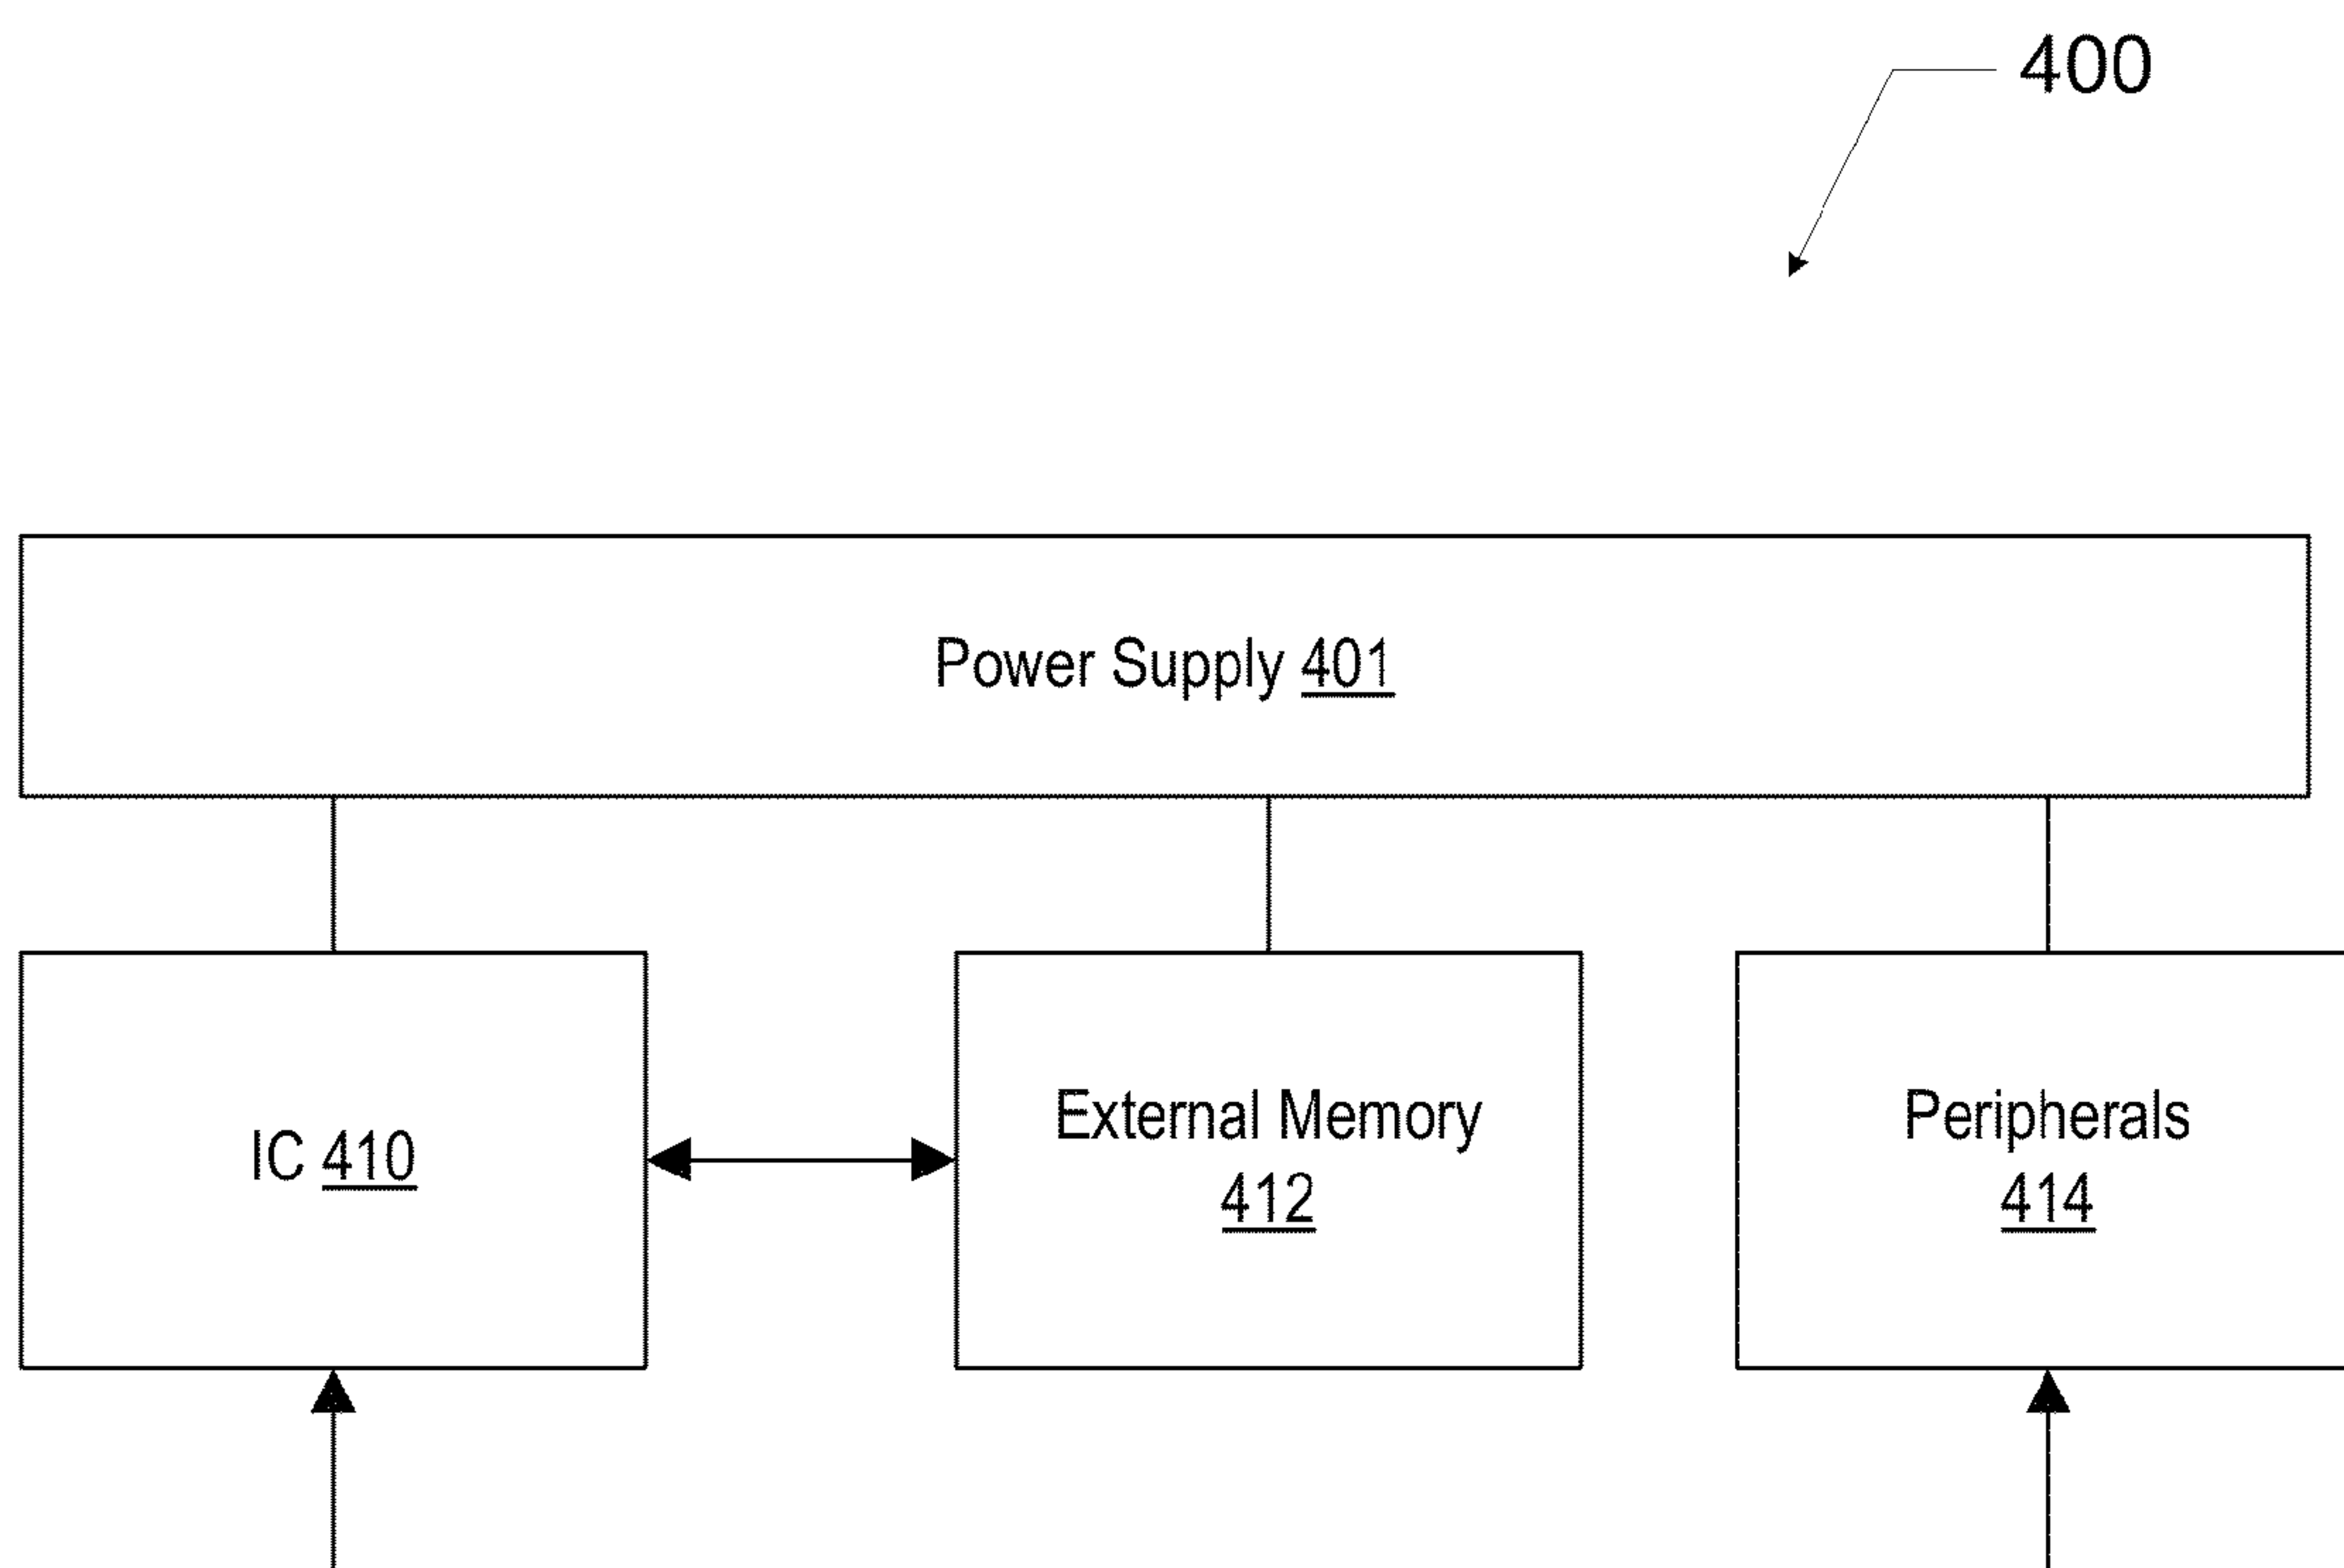 400
Power Supply 401
IC 410
External Memory
412
Peripherals
414